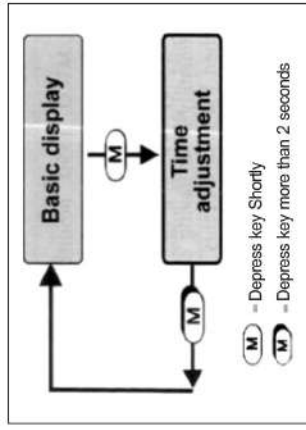 Basic display
M
Time
adjustment
M
M = Depress key Shortly
M = Depress key more than 2 seconds